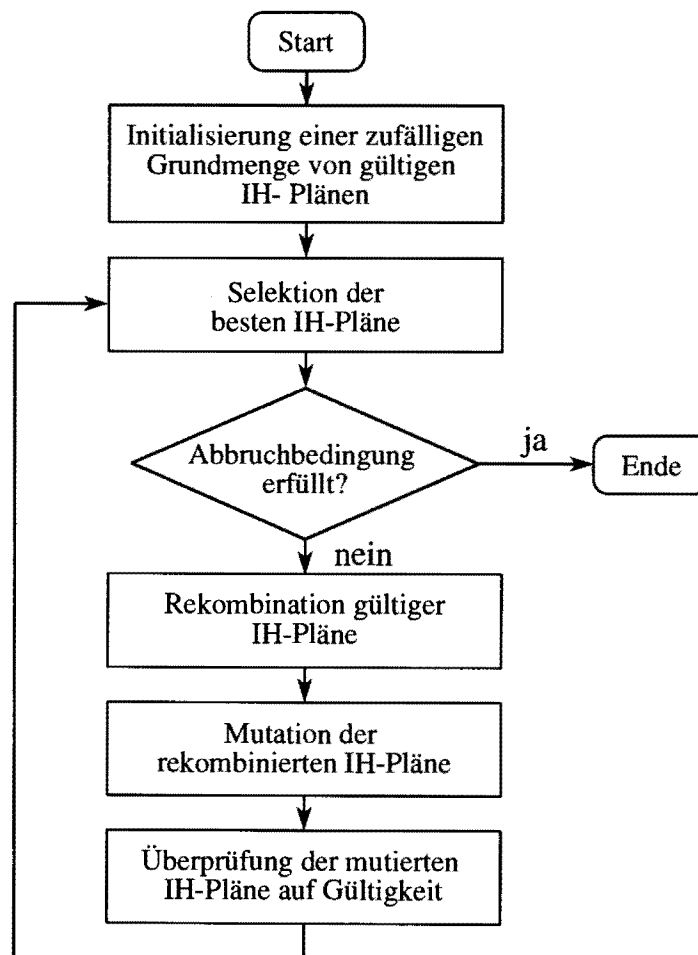 Start
Initialisierung einer zufälligen
Grundmenge von gültigen
IH- Plänen
Selektion der
besten IH-Pläne
Abbruchbedingung
erfüllt?
ja
Ende
nein
Rekombination gültiger
IH-Pläne
Mutation der
rekombinierten IH-Pläne
Überprüfung der mutierten
IH-Pläne auf Gültigkeit